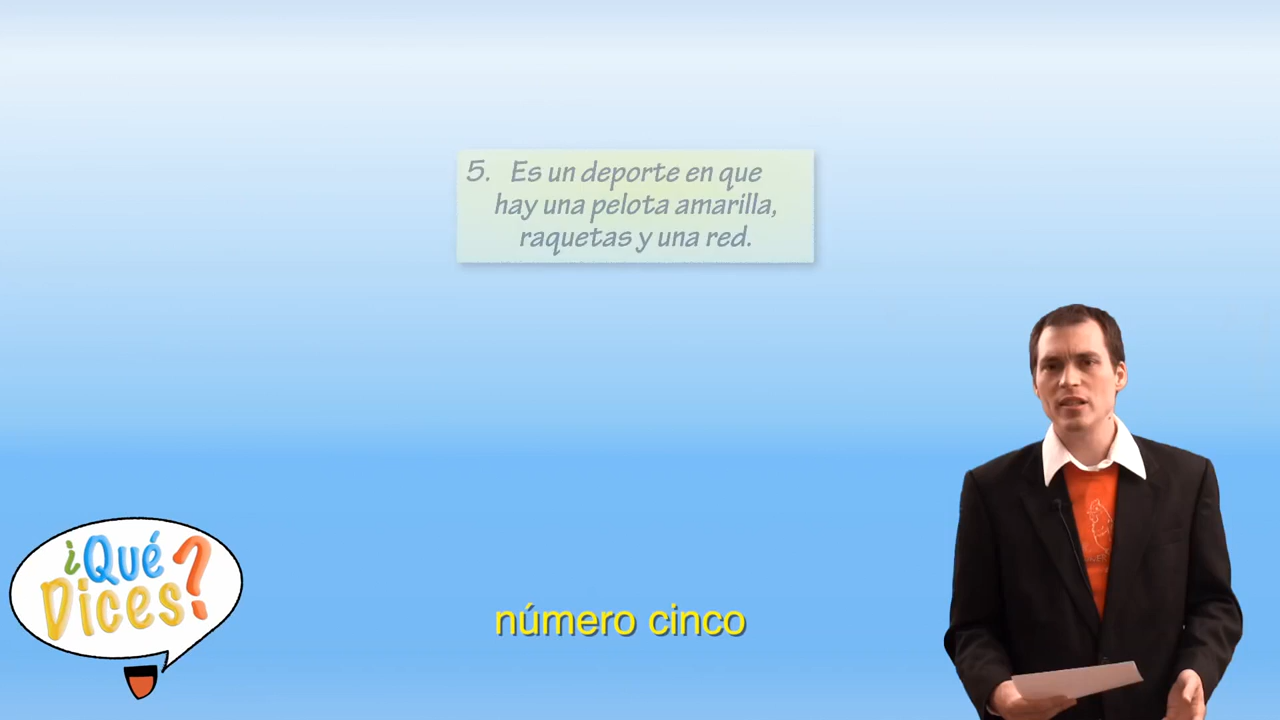 5. Es un deporte en que
hay una pelota amarilla,
raquetas y una red.
¿Qué
Dices?
número cinco